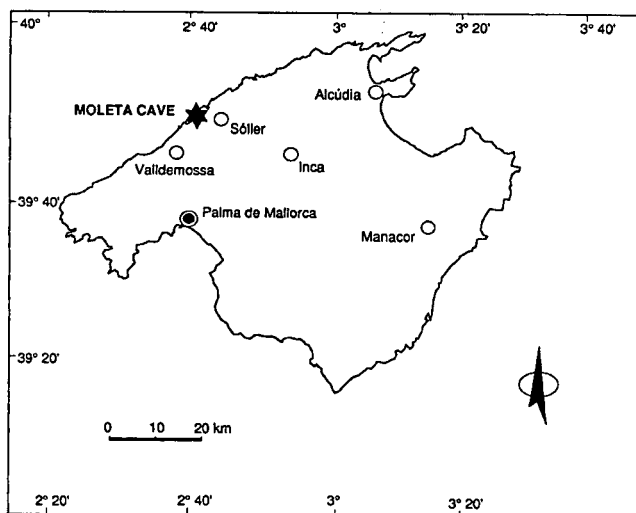 40° 2° 40' 3° 3° 20' 3° 40'
Alcúdia
MOLETA CAVE
Sóller
Inca
Valldemossa
39° 40'
Palma de Mallorca
Manacor
39° 20'
0 10 20 km
2° 20' 2° 40' 3° 3° 20'